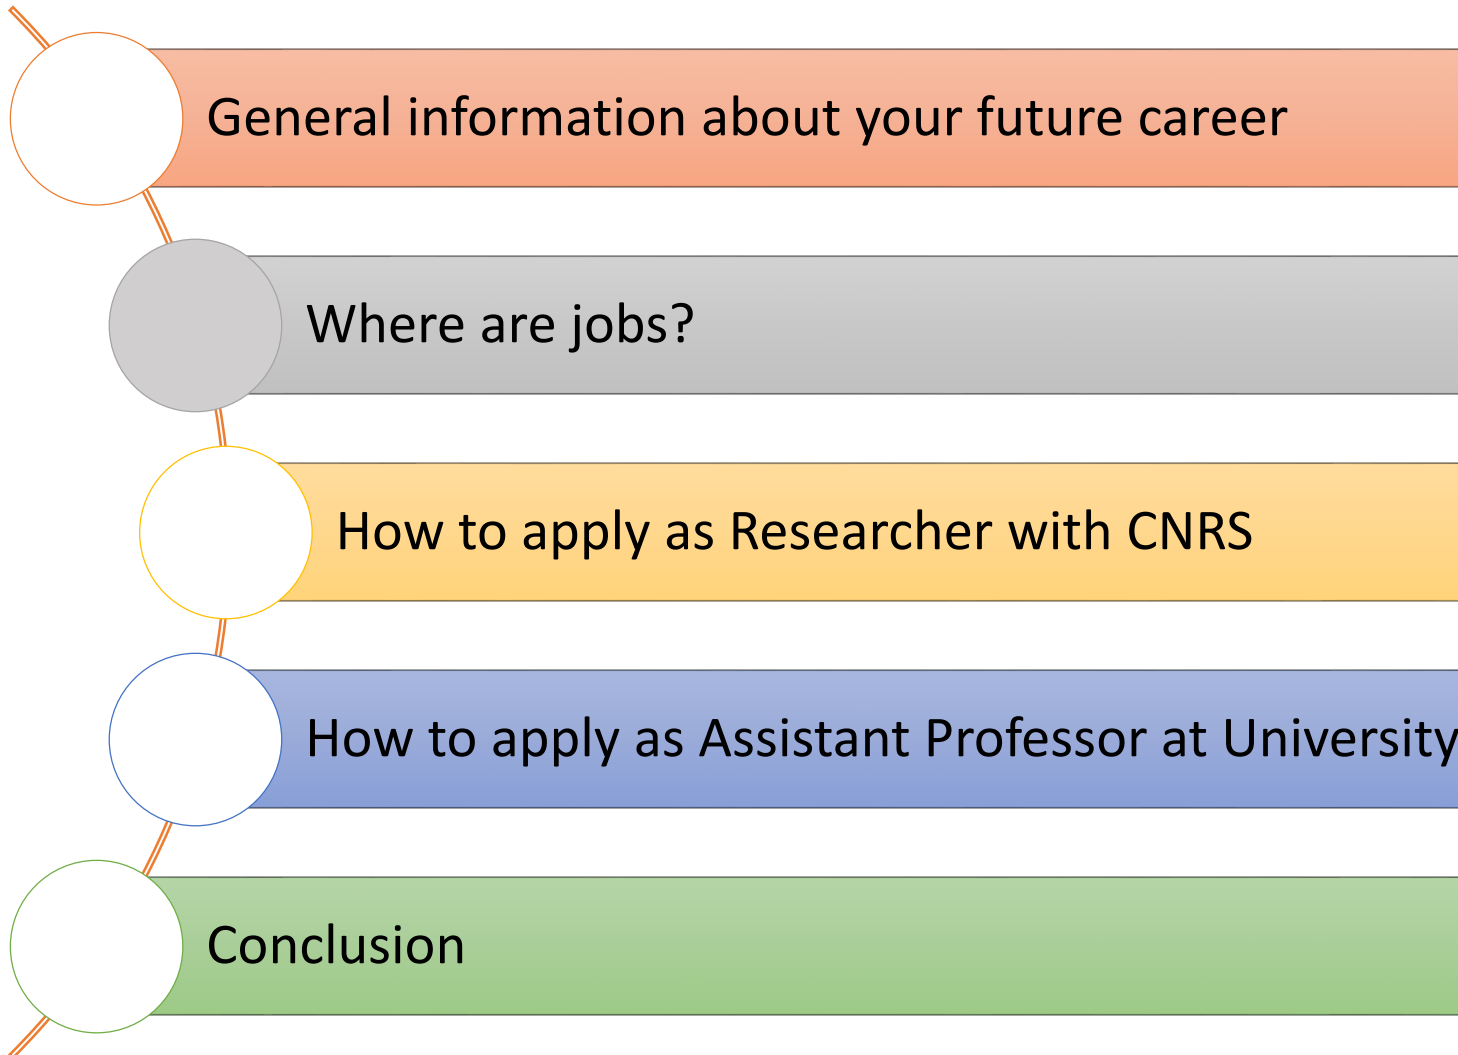 General information about your future career
Where are jobs?
How to apply as Researcher with CNRS
How to apply as Assistant Professor at University
Conclusion